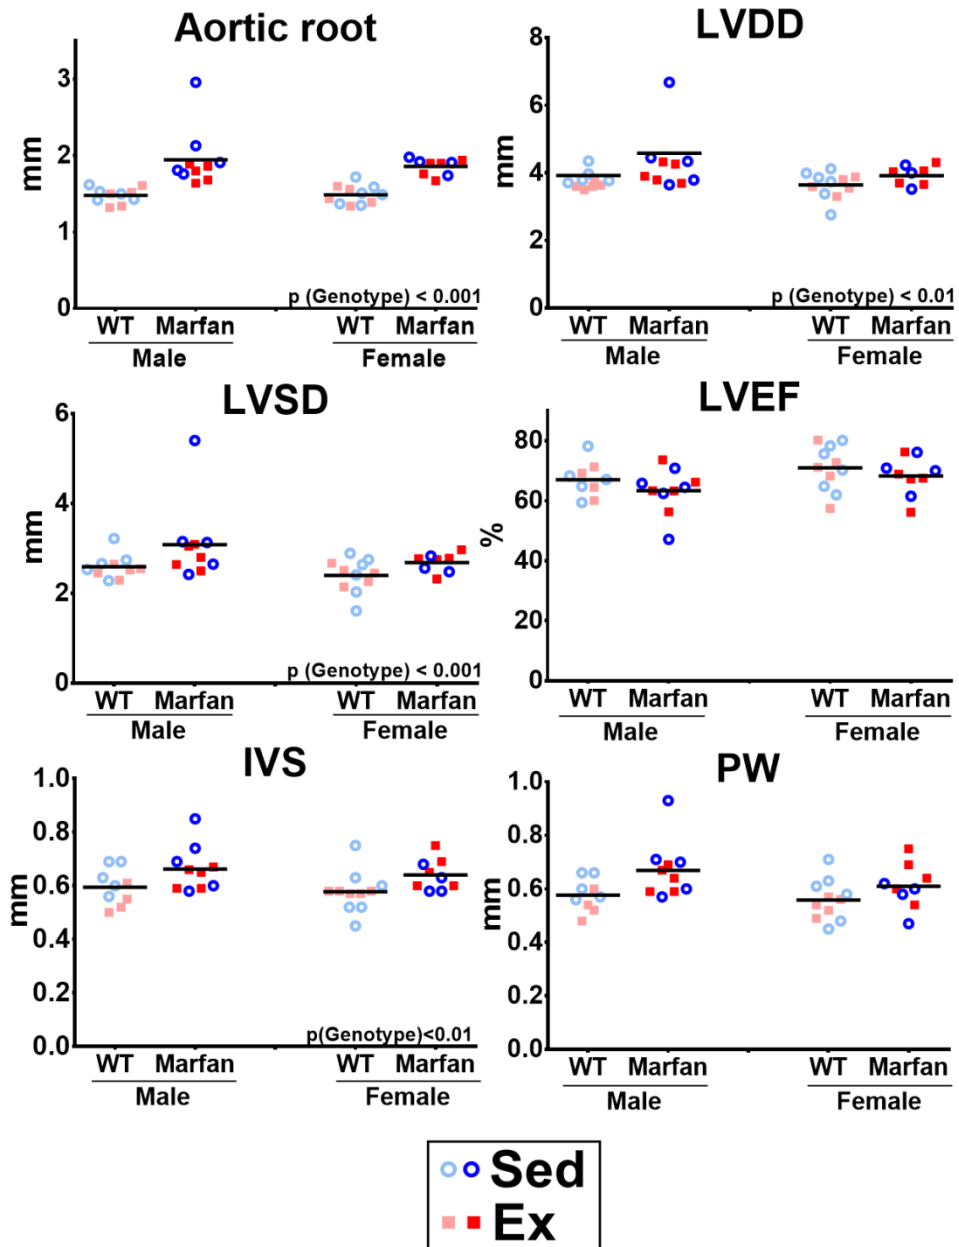 Aortic root
3
2
1
0
mm
p (Genotype) < 0.001
WT Marfan WT Marfan
Male Female
LVDD
8
6
4
2
0
mm
p (Genotype) < 0.01
WT Marfan WT Marfan
Male Female
LVSD
6
4
2
0
mm
p (Genotype) < 0.001
WT Marfan WT Marfan
Male Female
LVEF
80
60
40
20
0
%
WT Marfan WT Marfan
Male Female
IVS
1.0
0.8
0.6
0.4
0.2
0.0
mm
p(Genotype)<0.01
WT Marfan WT Marfan
Male Female
PW
1.0
0.8
0.6
0.4
0.2
0.0
mm
WT Marfan WT Marfan
Male Female
Sed
Ex